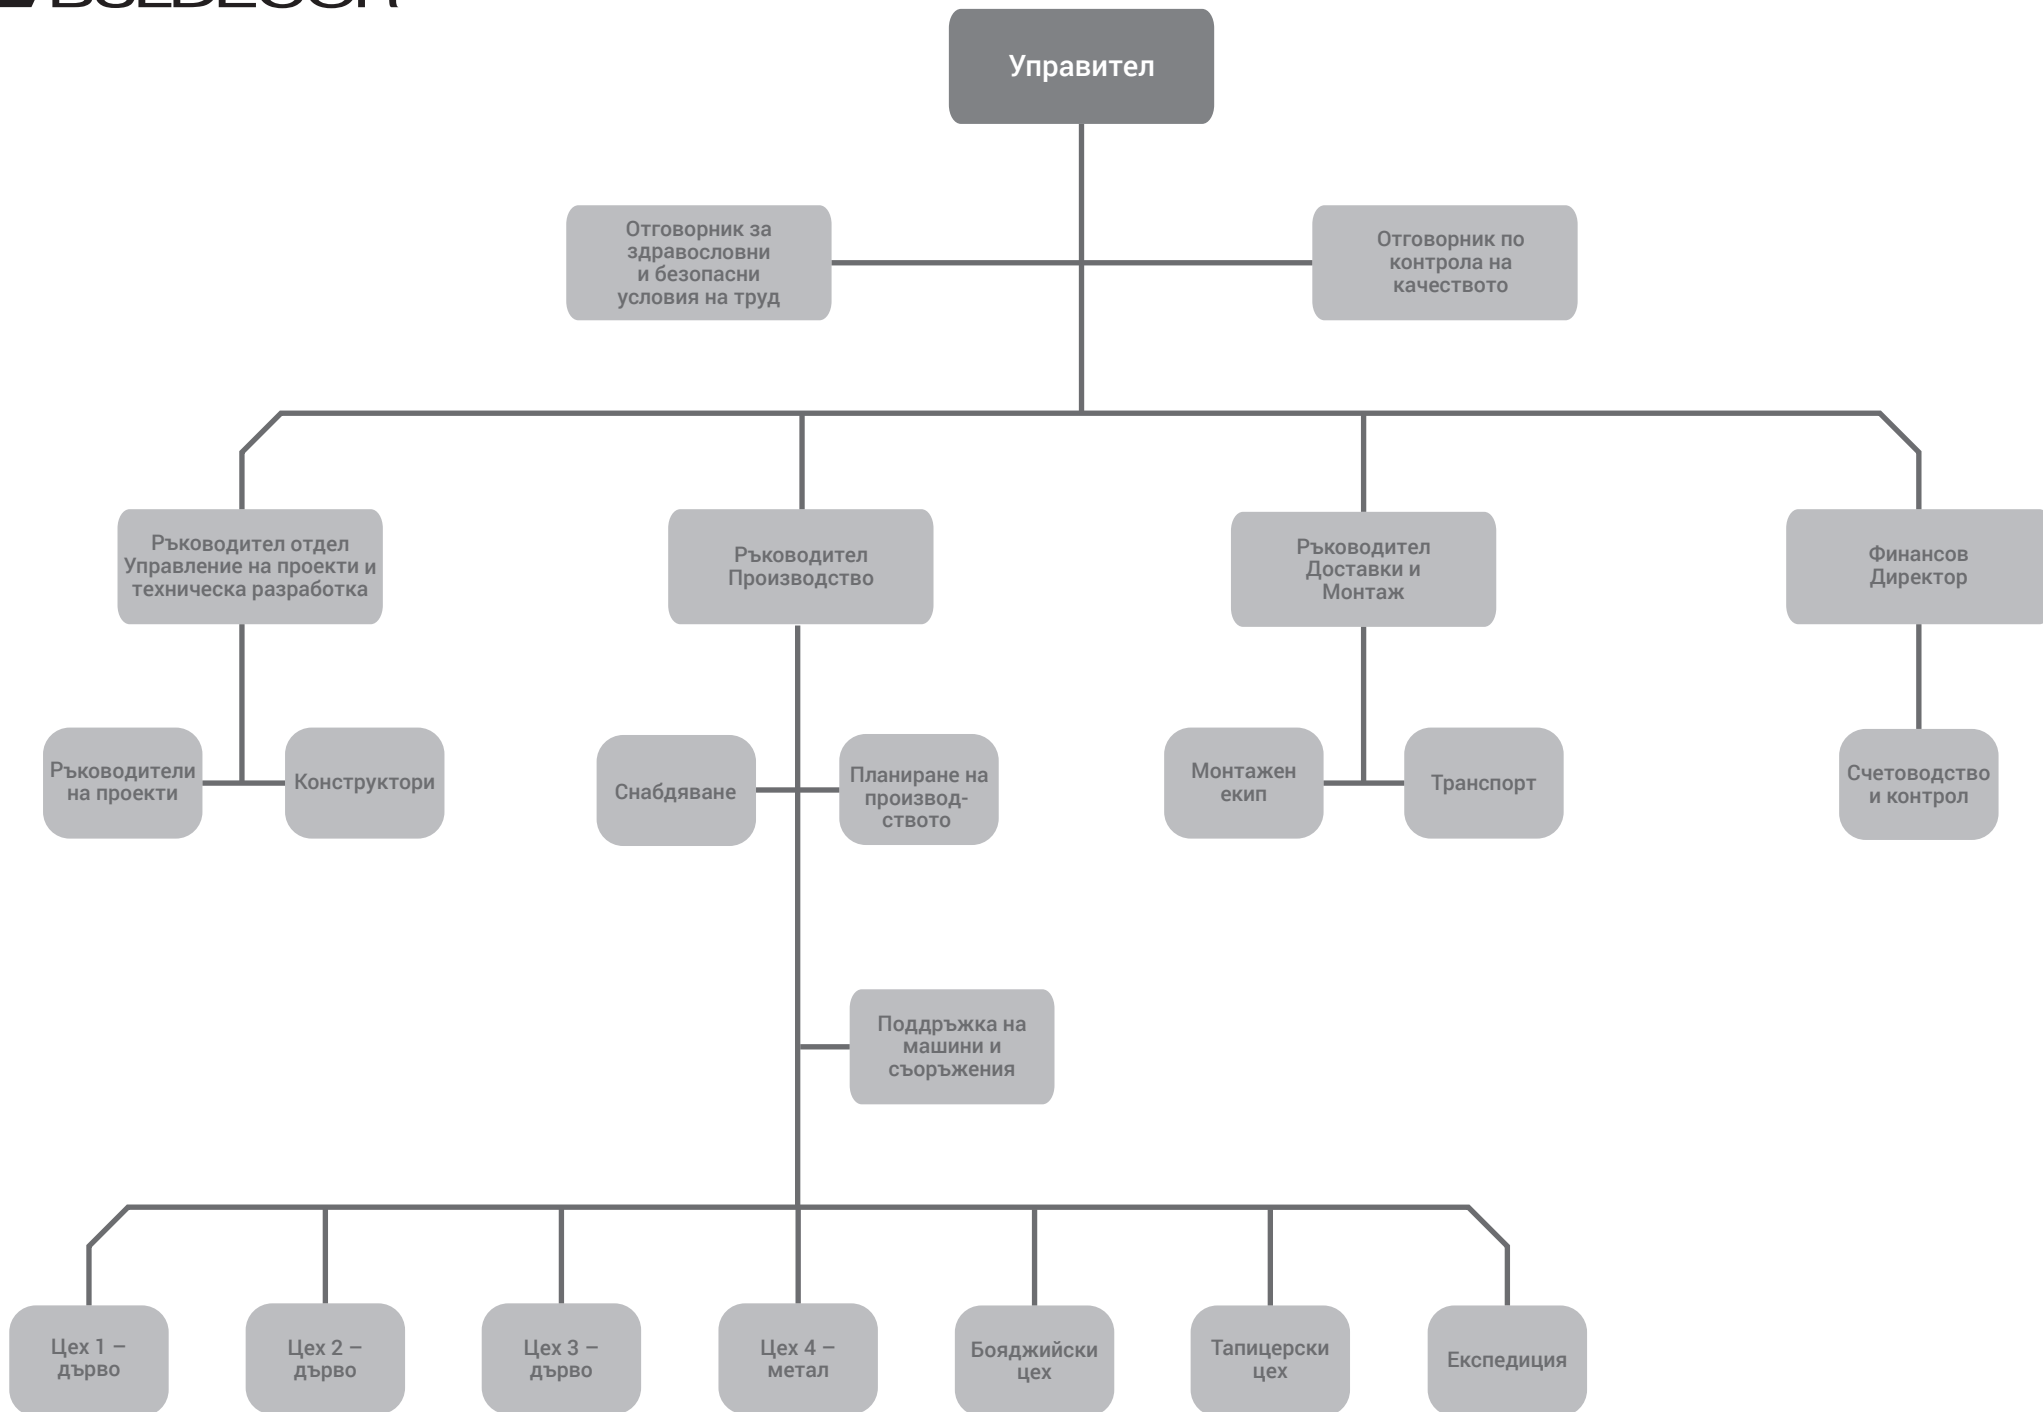 Управител
Отговорник за
здравословни
и безопасни
условия на труд
Отговорник по
контрола на
качеството
Ръководител отдел
Управление на проекти и
техническа разработка
Ръководител
Производство
Ръководител
Доставки и
Монтаж
Финансов
Директор
Ръководители
на проекти
Конструктори
Снабдяване
Планиране на
производ-
ството
Монтажен
екип
Транспорт
Счетоводство
и контрол
Поддръжка на
машини и
съоръжения
Цех 1 –
дърво
Цех 2 –
дърво
Цех 3 –
дърво
Цех 4 –
метал
Бояджийски
цех
Тапицерски
цех
Експедиция